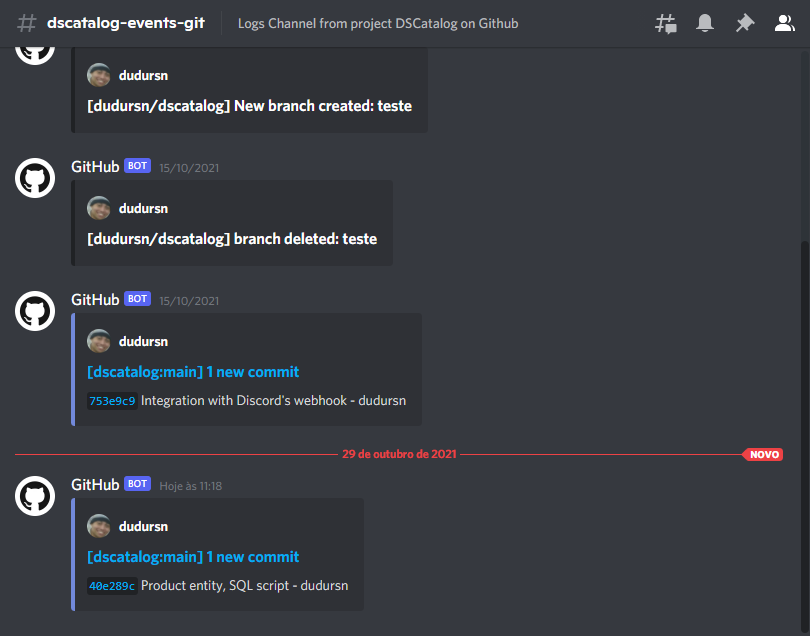 # dscatalog-events-git
Logs Channel from project DSCatalog on Github
dudursn
[dudursn/dscatalog] New branch created: teste
GitHub BOT 15/10/2021
dudursn
[dudursn/dscatalog] branch deleted: teste
GitHub BOT 15/10/2021
dudursn
[dscatalog:main] 1 new commit
753e9c9 Integration with Discord's webhook - dudursn
29 de outubro de 2021 NOVO
GitHub BOT Hoje às 11:18
dudursn
[dscatalog:main] 1 new commit
40e289c Product entity, SQL script - dudursn